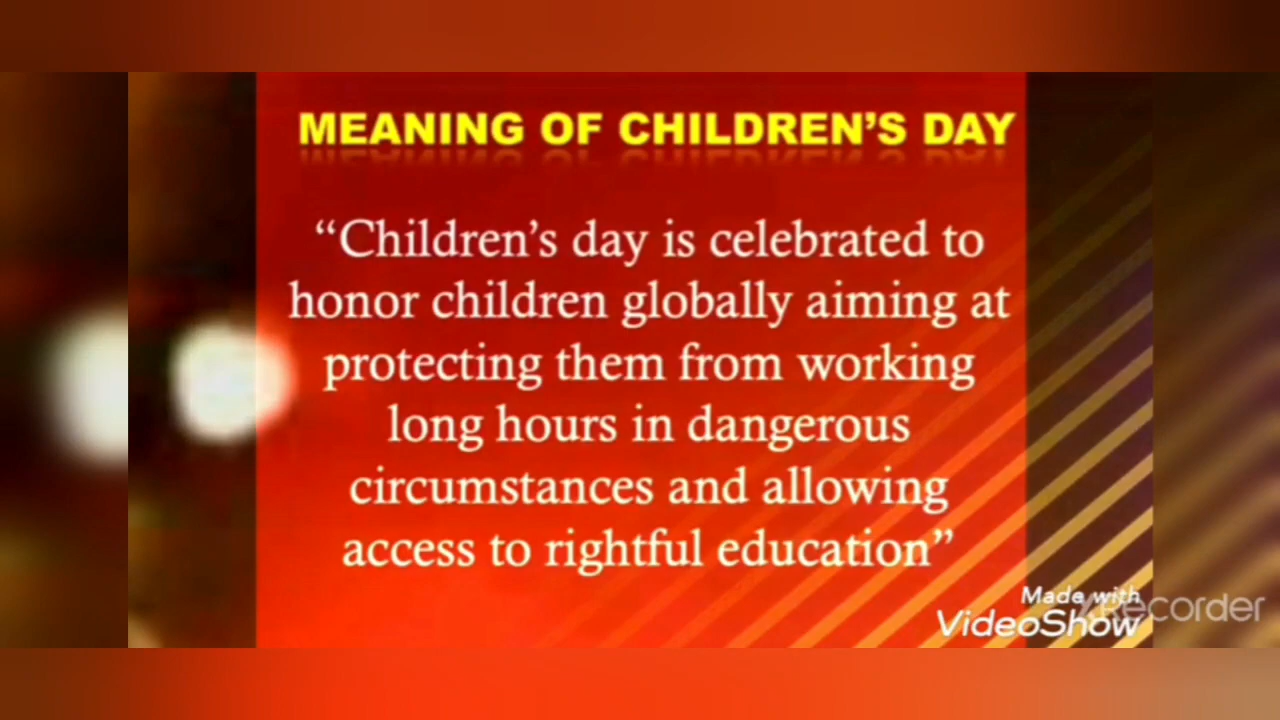 MEANING OF CHILDREN'S DAY
“Children's day is celebrated to
honor children globally aiming at
protecting them from working
long hours in dangerous
circumstances and allowing
access to rightful education”
Made with
VideoShow
Recorder